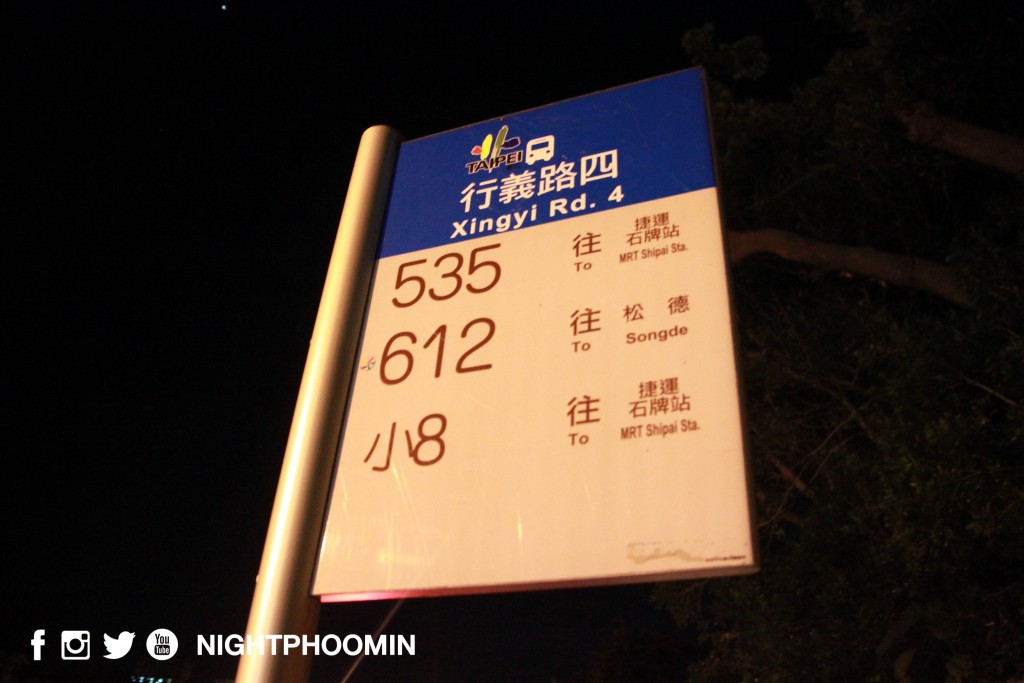 TAIPEI
行義路四
Xingyi Rd. 4
535 往 捷運
石牌站
To MRT Shipai Sta.
612 往 松德
To Songde
小8 往 捷運
石牌站
To MRT Shipai Sta.
You
Tube
NIGHTPHOOMIN